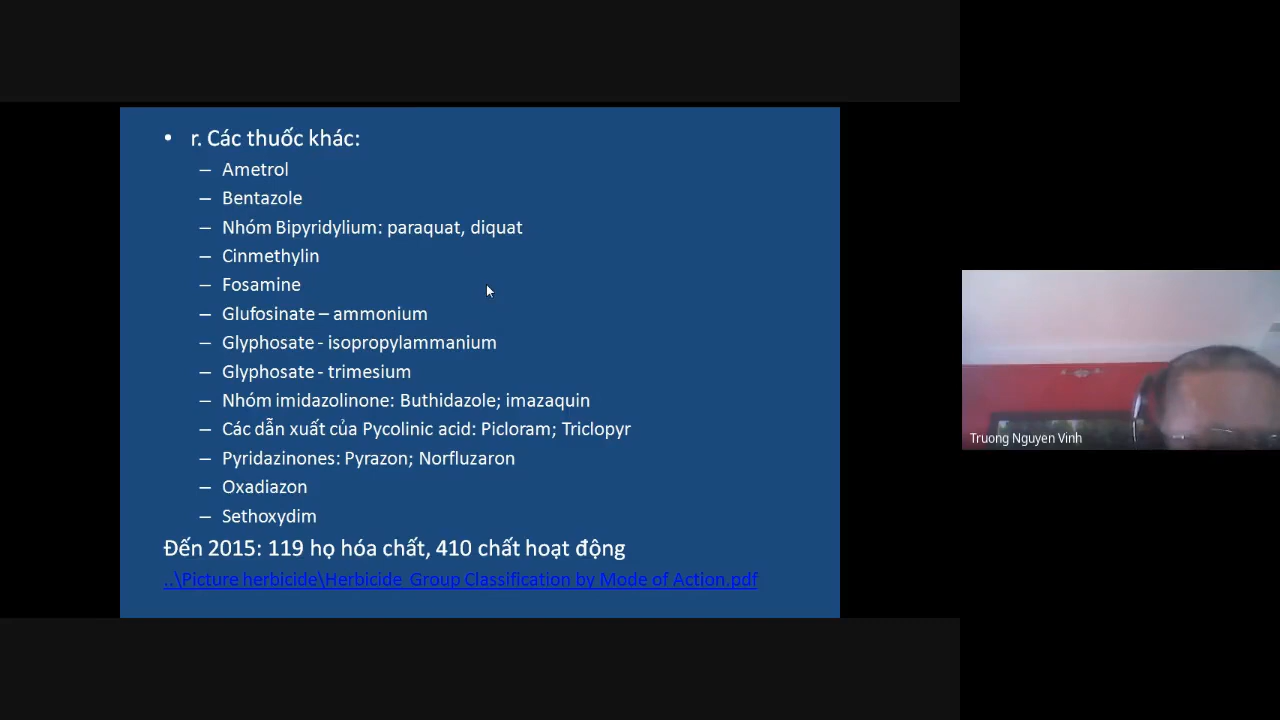 • r. Các thuốc khác:
– Ametrol
– Bentazole
– Nhóm Bipyridylium: paraquat, diquat
– Cinmethylin
– Fosamine
– Glufosinate – ammonium
– Glyphosate - isopropylammanium
– Glyphosate - trimesium
– Nhóm imidazolinone: Buthidazole; imazaquin
– Các dẫn xuất của Pycolinic acid: Picloram; Triclopyr
– Pyridazinones: Pyrazon; Norfluzaron
– Oxadiazon
– Sethoxydim
Đến 2015: 119 họ hóa chất, 410 chất hoạt động
..\Picture herbicide\Herbicide Group Classification by Mode of Action.pdf
Truong Nguyen Vinh